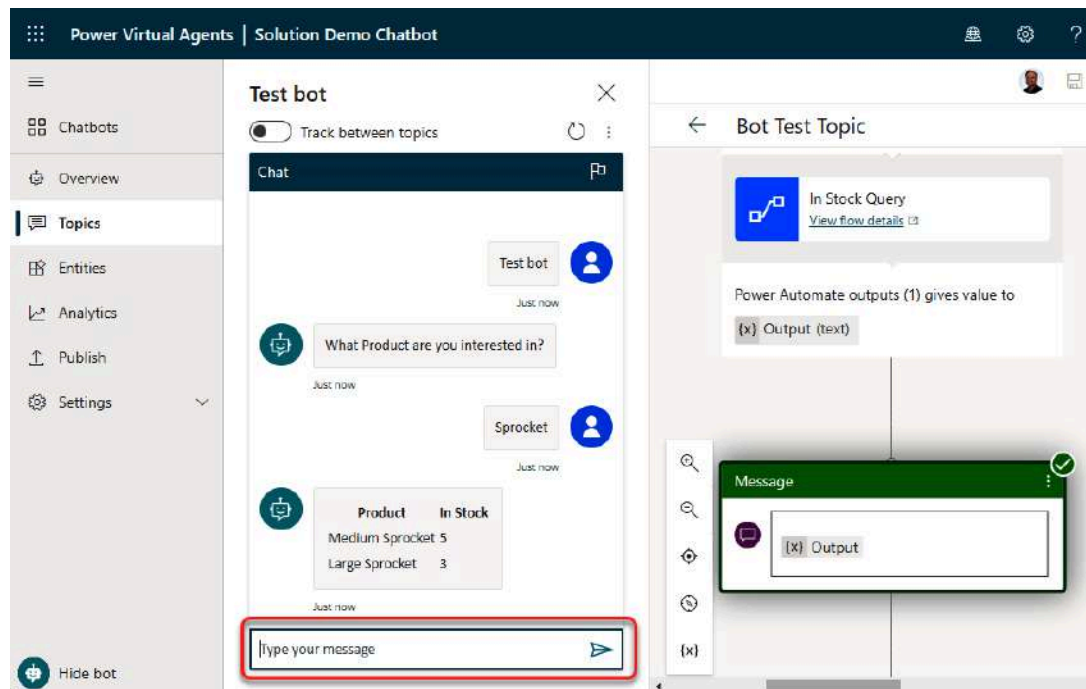 Power Virtual Agents | Solution Demo Chatbot
?
Chatbots
Overview
Topics
Entities
Analytics
Publish
Settings
Hide bot
Test bot
Track between topics
Chat
Test bot
Just now
What Product are you interested in?
Just now
Sprocket
Just now
Product In Stock
Medium Sprocket 5
Large Sprocket 3
Just now
Type your message
Bot Test Topic
In Stock Query
View flow details
Power Automate outputs (1) gives value to
{x} Output (text)
Message
{x} Output
{x}